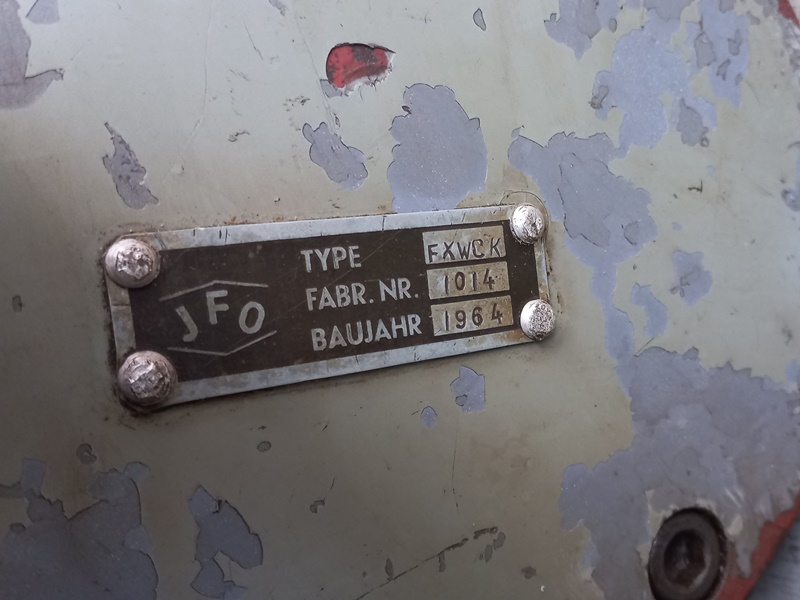 JFO
TYPE FXWCK
FABR. NR. 1014
BAUJAHR 1964